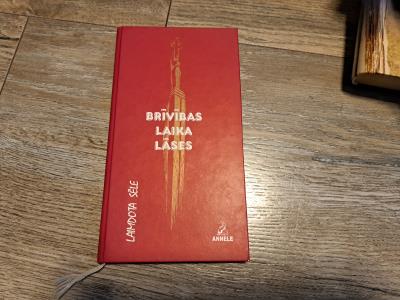 BRĪVĪBAS
LAIKA
LĀSES
LAIMDOTA SĒLE
ANNELE